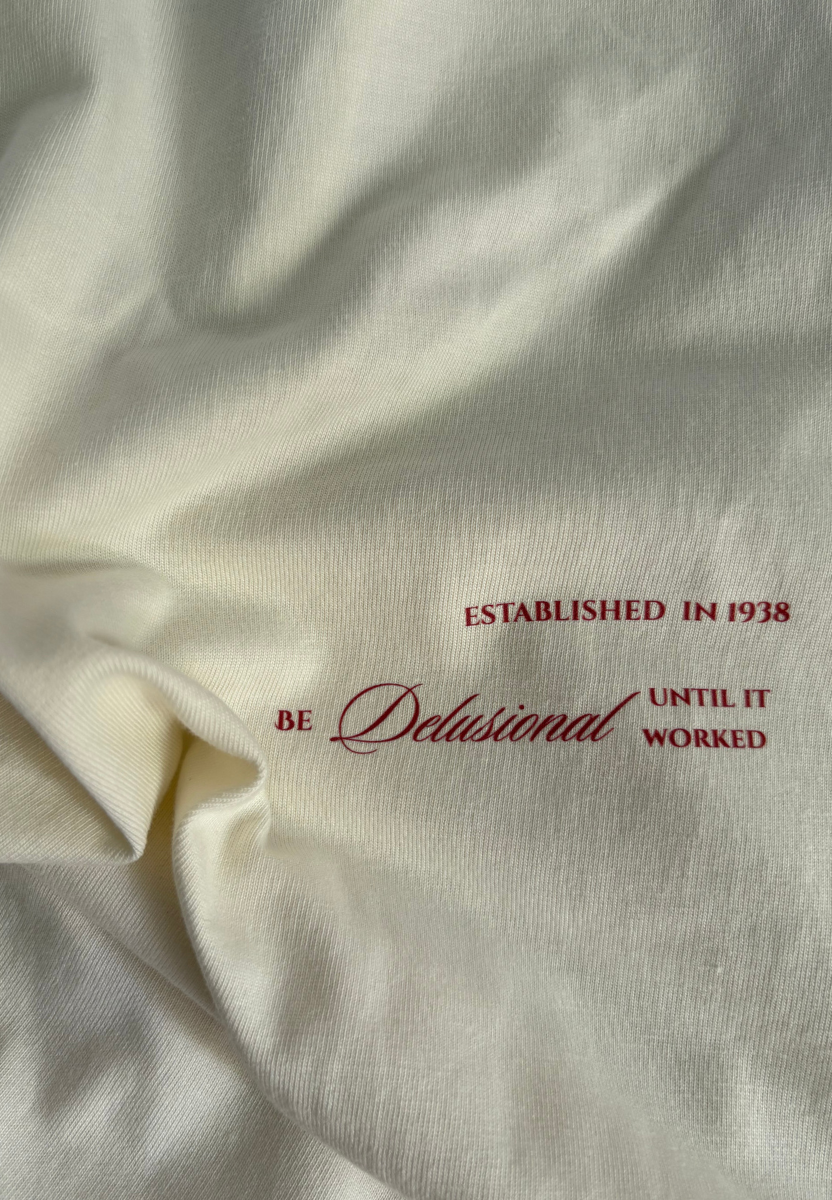 ESTABLISHED IN 1938
BE Delusional UNTIL IT
WORKED